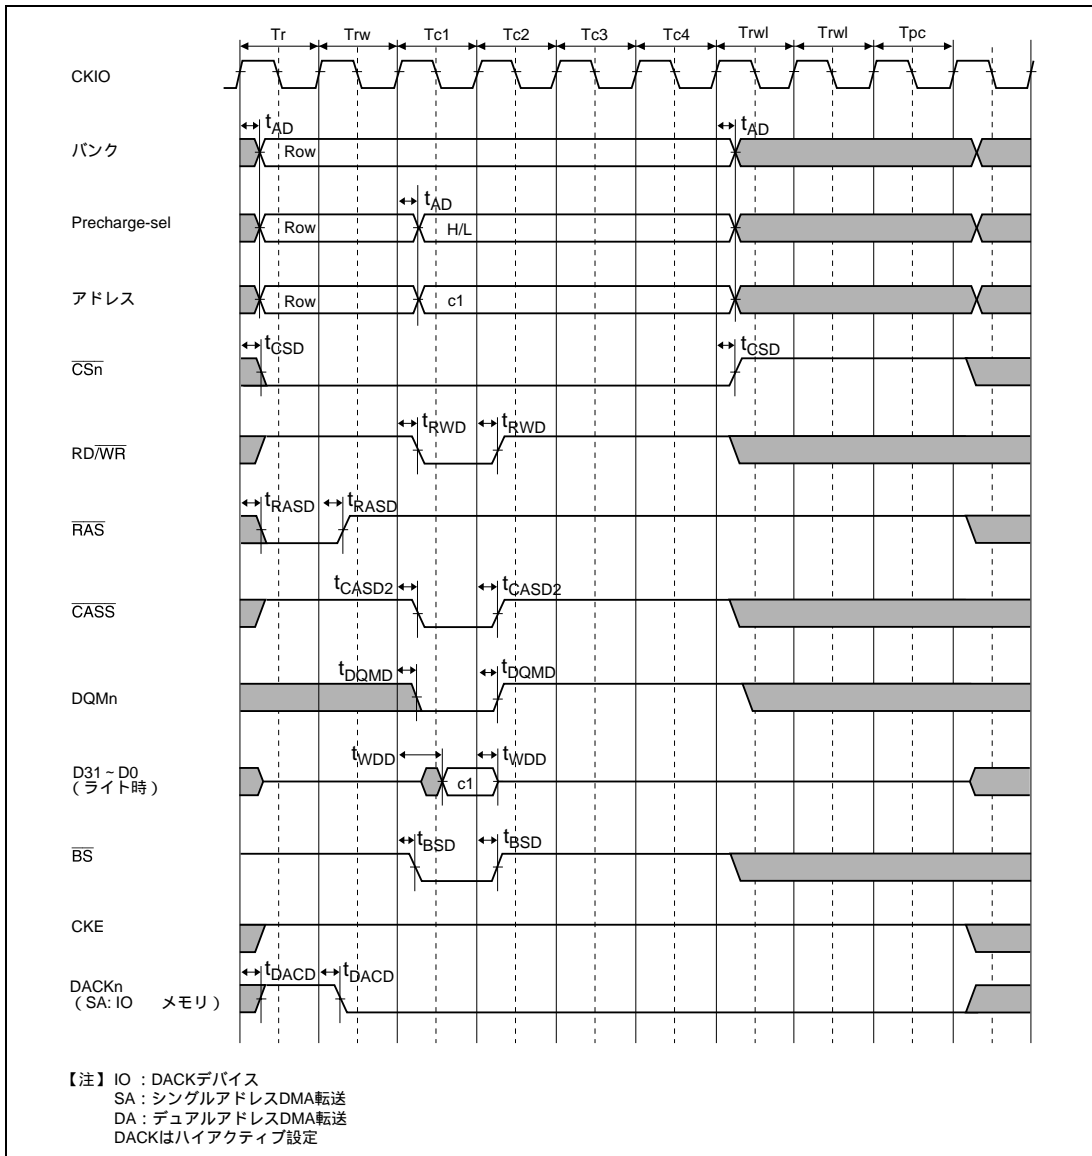 Tr Trw Tc1 Tc2 Tc3 Tc4 Trwl Trwl Tpc
CKIO
tAD tAD
バンク Row
tAD
Precharge-sel Row H/L
アドレス Row c1
tCSD tCSD
CSn
tRWD tRWD
RD/WR
tRASD tRASD
RAS
tCASD2 tCASD2
CASS
tDQMD tDQMD
DQMn
tWDD tWDD
D31～D0 c1
（ライト時）
tBSD tBSD
BS
CKE
tDACD tDACD
DACKn
（SA: IO メモリ）
【注】IO ：DACKデバイス
SA：シングルアドレスDMA転送
DA：デュアルアドレスDMA転送
DACKはハイアクティブ設定